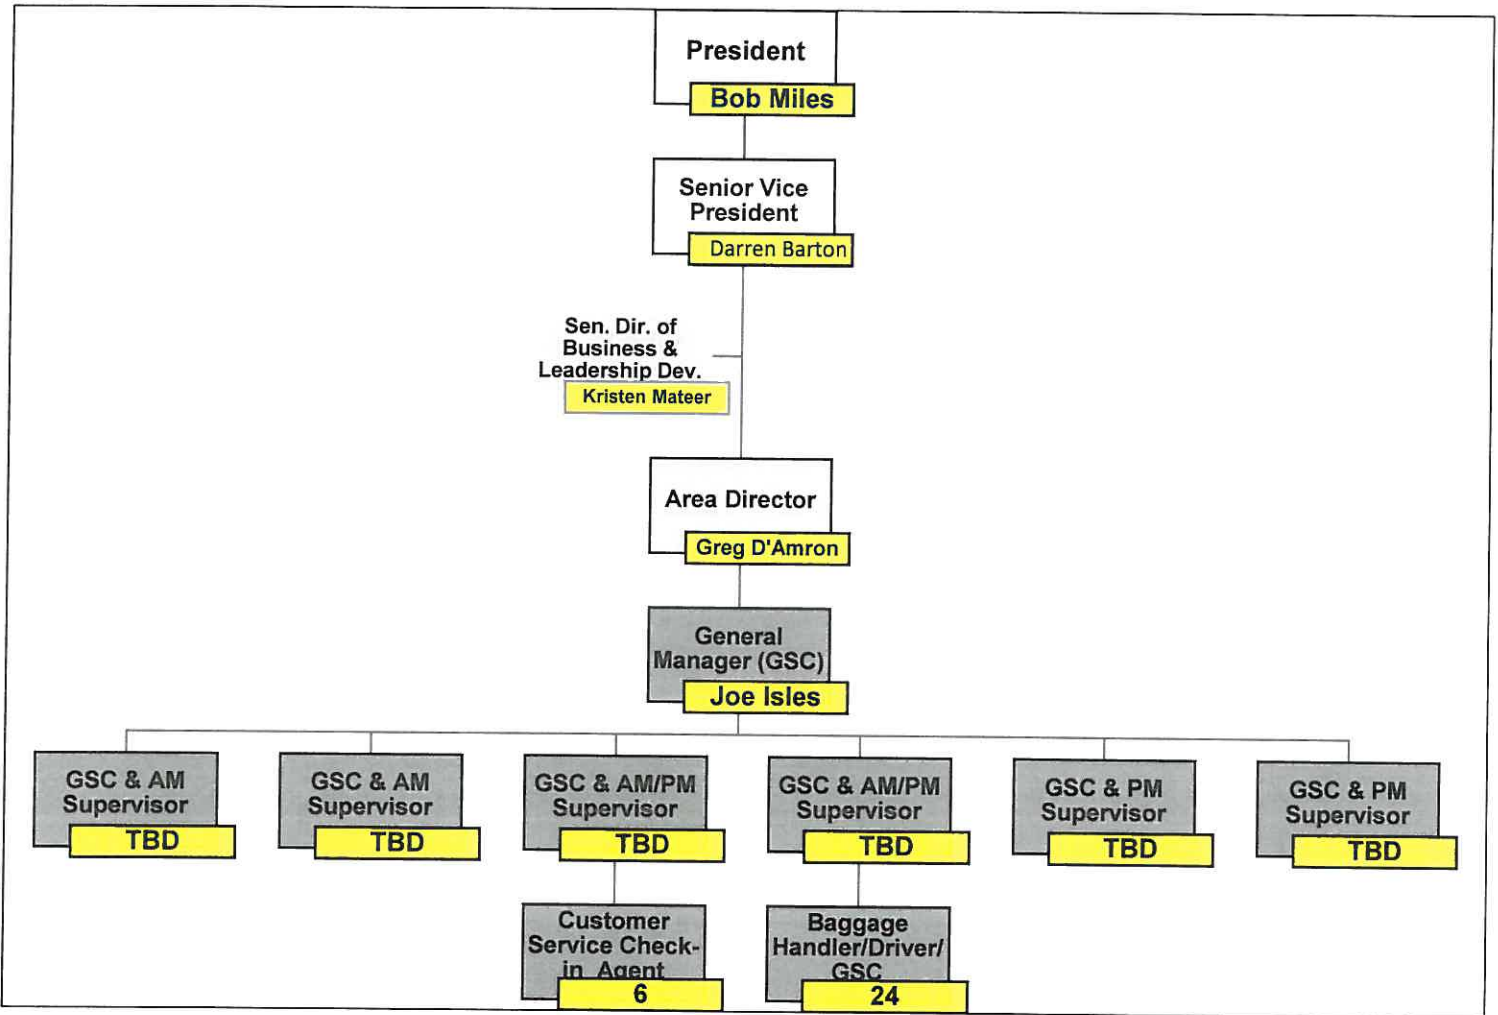 President
Bob Miles
Senior Vice
President
Darren Barton
Sen. Dir. of
Business &
Leadership Dev.
Kristen Mateer
Area Director
Greg D'Amron
General
Manager (GSC)
Joe Isles
GSC & AM
Supervisor
TBD
GSC & AM
Supervisor
TBD
GSC & AM/PM
Supervisor
TBD
GSC & AM/PM
Supervisor
TBD
GSC & PM
Supervisor
TBD
GSC & PM
Supervisor
TBD
Customer
Service Check-
in Agent
6
Baggage
Handler/Driver/
GSC
24